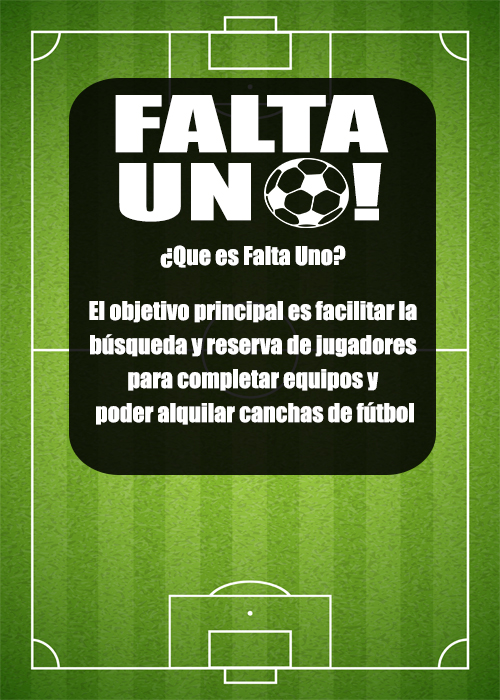 FALTA
UNO!
¿Que es Falta Uno?
El objetivo principal es facilitar la
búsqueda y reserva de jugadores
para completar equipos y
poder alquilar canchas de fútbol